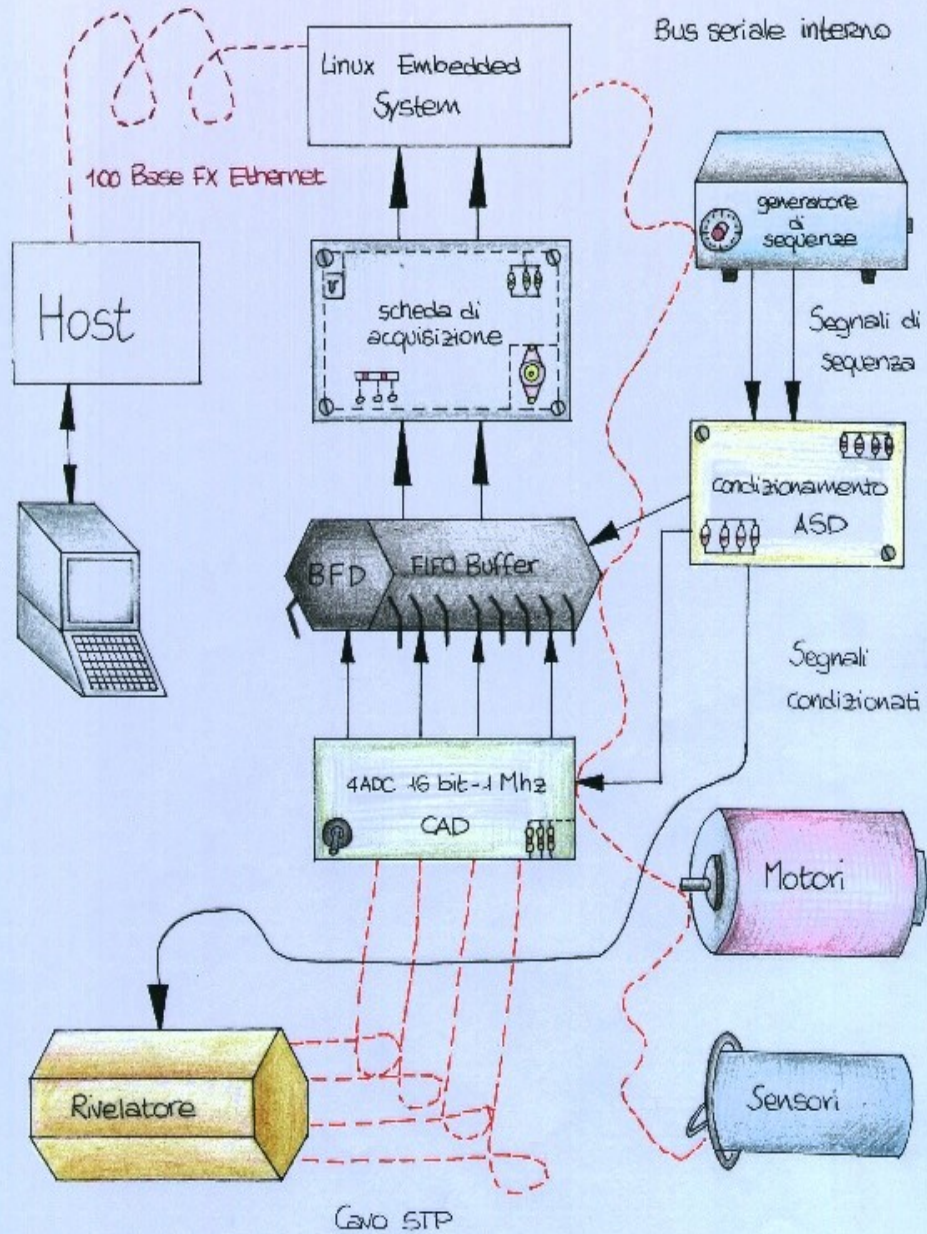 Bus seriale interno
Linux Embedded
System
100 Base FX Ethernet
generatore
di
sequenze
Host
scheda di
acquisizione
Segnali di
sequenza
condizionamento
ASD
BFD
FIFO Buffer
Segnali
condizionati
4ADC 16 bit-1 Mhz
CAD
Motori
Rivelatore
Sensori
Cavo STP